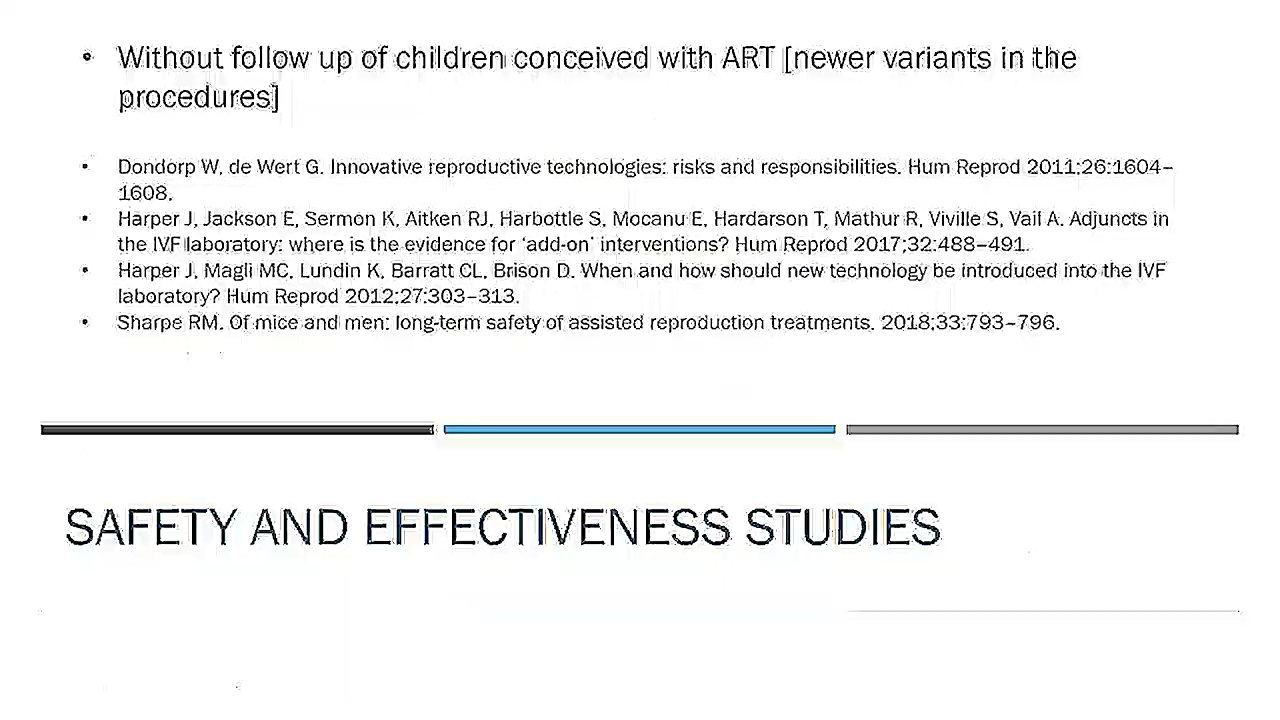 • Without follow up of children conceived with ART [newer variants in the
procedures]
• Dondorp W, de Wert G. Innovative reproductive technologies: risks and responsibilities. Hum Reprod 2011;26:1604–
1608.
• Harper J, Jackson E, Sermon K, Aitken RJ, Harbottle S, Mocanu E, Hardarson T, Mathur R, Viville S, Vail A. Adjuncts in
the IVF laboratory: where is the evidence for ‘add-on’ interventions? Hum Reprod 2017;32:488–491.
• Harper J, Magli MC, Lundin K, Barratt CL, Brison D. When and how should new technology be introduced into the IVF
laboratory? Hum Reprod 2012;27:303–313.
• Sharpe RM. Of mice and men: long-term safety of assisted reproduction treatments. 2018;33:793–796.
SAFETY AND EFFECTIVENESS STUDIES